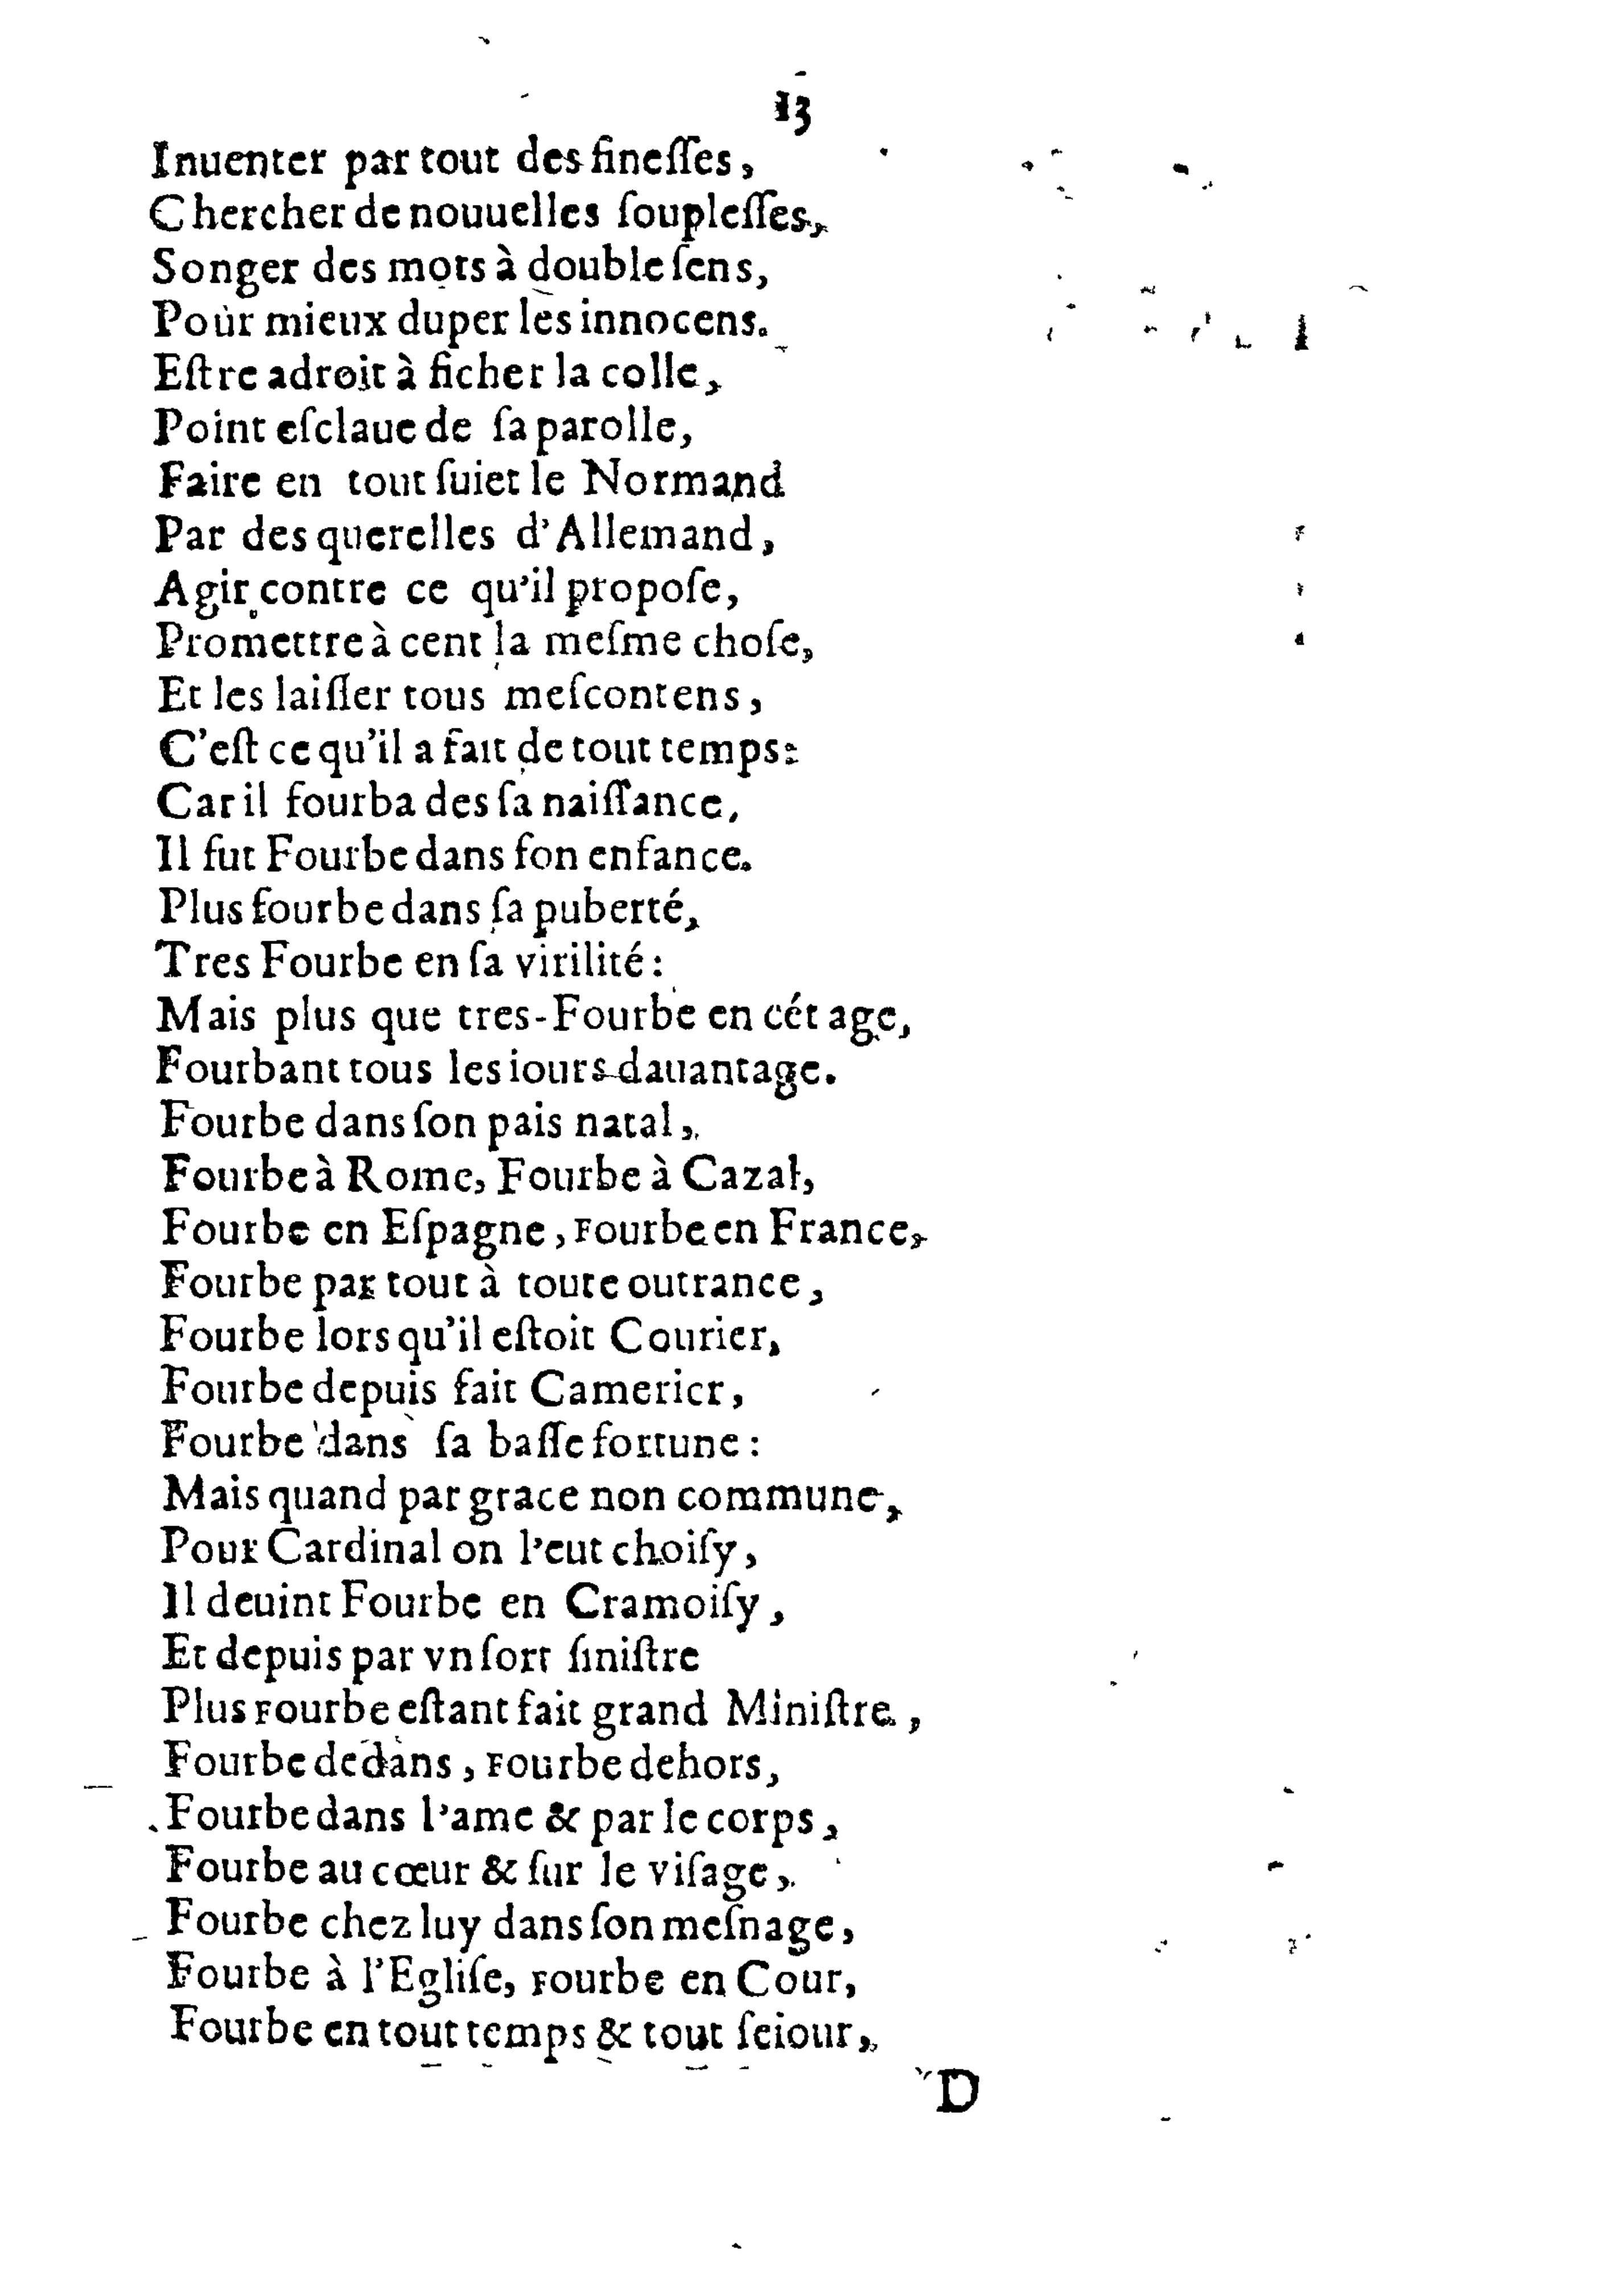 13
Inuenter par tout des fineſſes,
Chercher de nouuelles ſoupleſſes,
Songer des mots à double ſens,
Pour mieux duper les innocens.
Eſtre adroit à ficher la colle,
Point eſclaue de ſa parolle,
Faire en tout ſuiet le Normand
Par des querelles d'Allemand,
Agir contre ce qu'il propoſe,
Promettre à cent la meſme choſe,
Et les laiſſer tous meſcontens,
C'eſt ce qu'il a fait de tout temps:
Car il fourba des ſa naiſſance,
Il fut Fourbe dans ſon enfance.
Plus fourbe dans ſa puberté,
Tres Fourbe en ſa virilité:
Mais plus que tres-Fourbe en cét age,
Fourbant tous les iours dauantage.
Fourbe dans ſon pais natal,
Fourbe à Rome, Fourbe à Cazal,
Fourbe en Eſpagne, Fourbe en France,
Fourbe par tout à toute outrance,
Fourbe lors qu'il eſtoit Courier,
Fourbe depuis fait Camerier,
Fourbe dans ſa baſſe fortune:
Mais quand par grace non commune,
Pour Cardinal on l'eut choiſy,
Il deuint Fourbe en Cramoiſy,
Et depuis par vn ſort ſiniſtre
Plus Fourbe eſtant fait grand Miniſtre,
Fourbe dedans, Fourbe dehors,
Fourbe dans l'ame & par le corps,
Fourbe au cœur & ſur le viſage,
Fourbe chez luy dans ſon meſnage,
Fourbe à l'Egliſe, Fourbe en Cour,
Fourbe en tout temps & tout ſeiour,
D